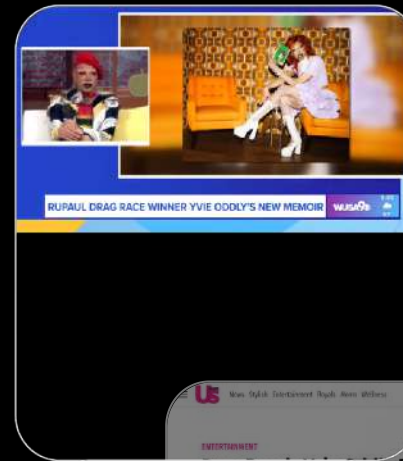 RUPAUL DRAG RACE WINNER YVIE ODDLY'S NEW MEMOIR
WUSA9
Us
News Stylish Entertainment Royals Moms Wellness
ENTERTAINMENT